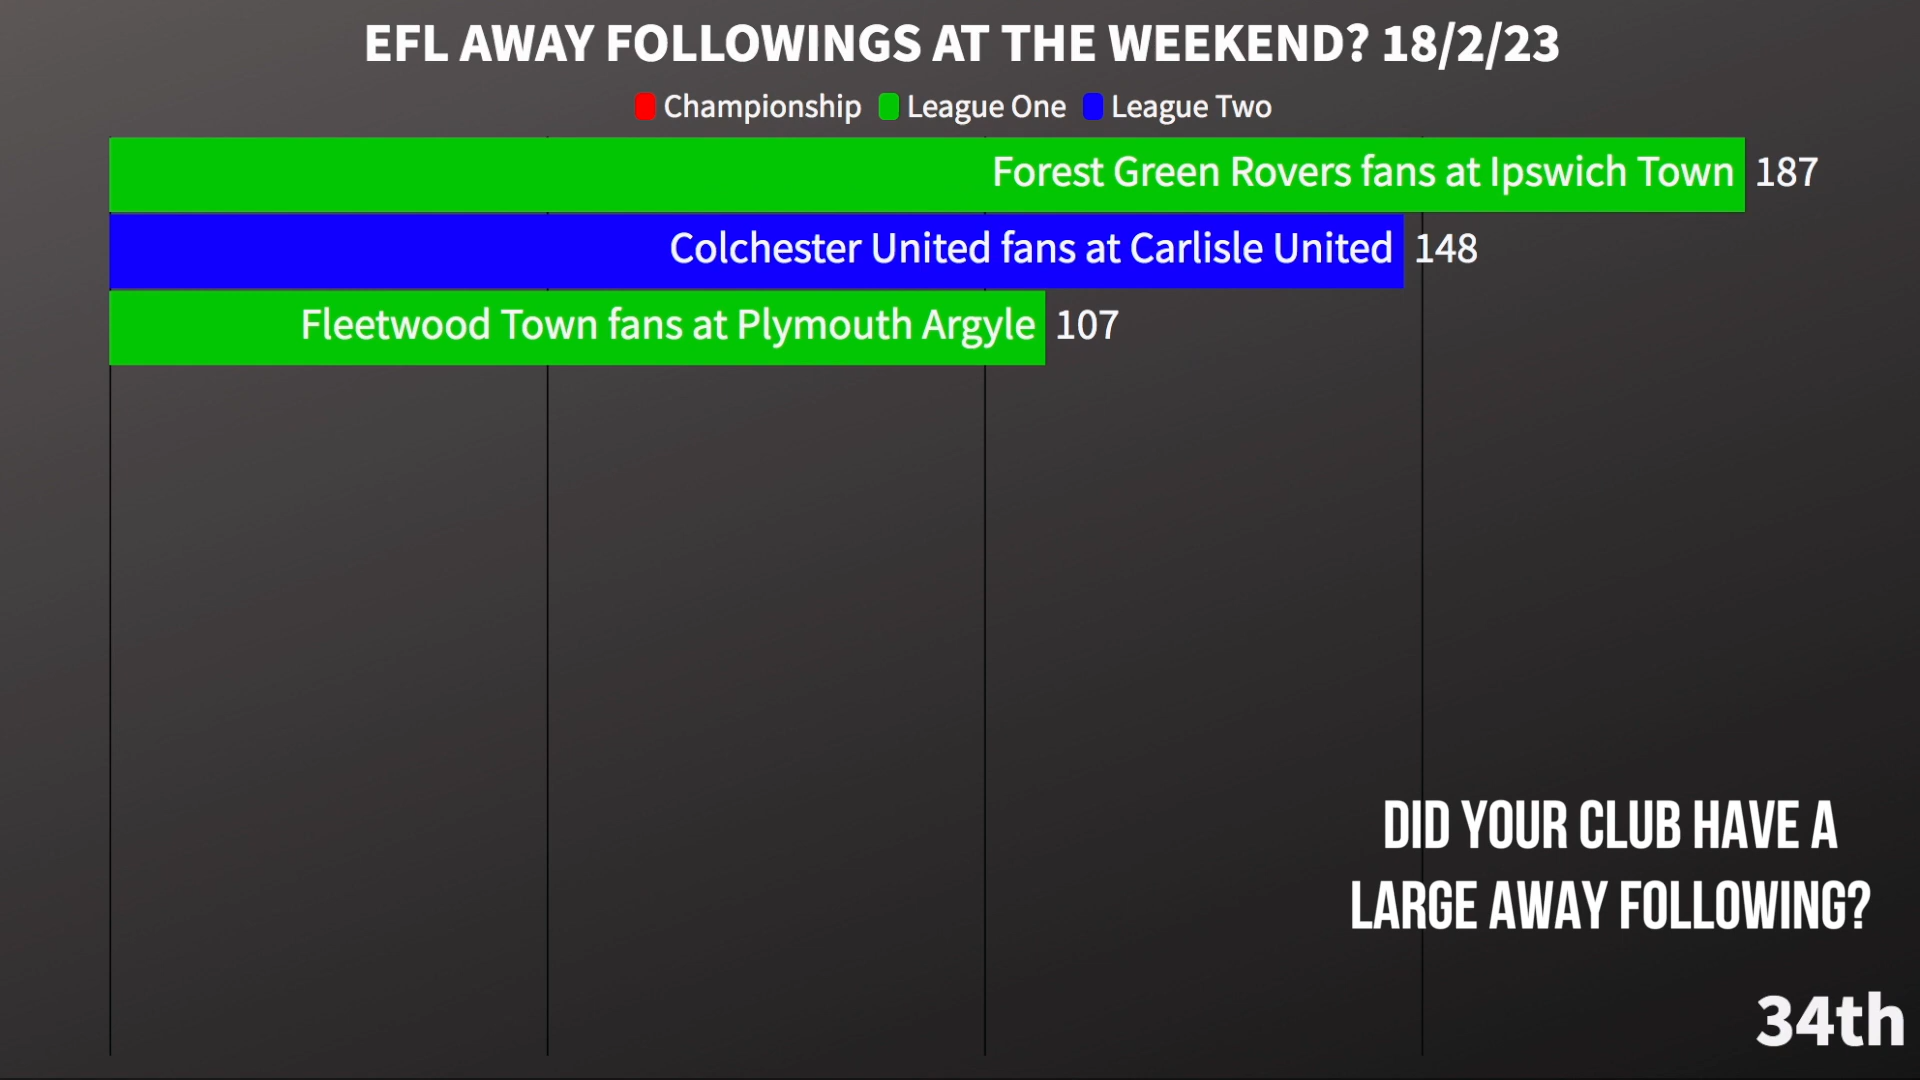 EFL AWAY FOLLOWINGS AT THE WEEKEND? 18/2/23
Championship League One League Two
Forest Green Rovers fans at Ipswich Town 187
Colchester United fans at Carlisle United 148
Fleetwood Town fans at Plymouth Argyle 107
DID YOUR CLUB HAVE A
LARGE AWAY FOLLOWING?
34th